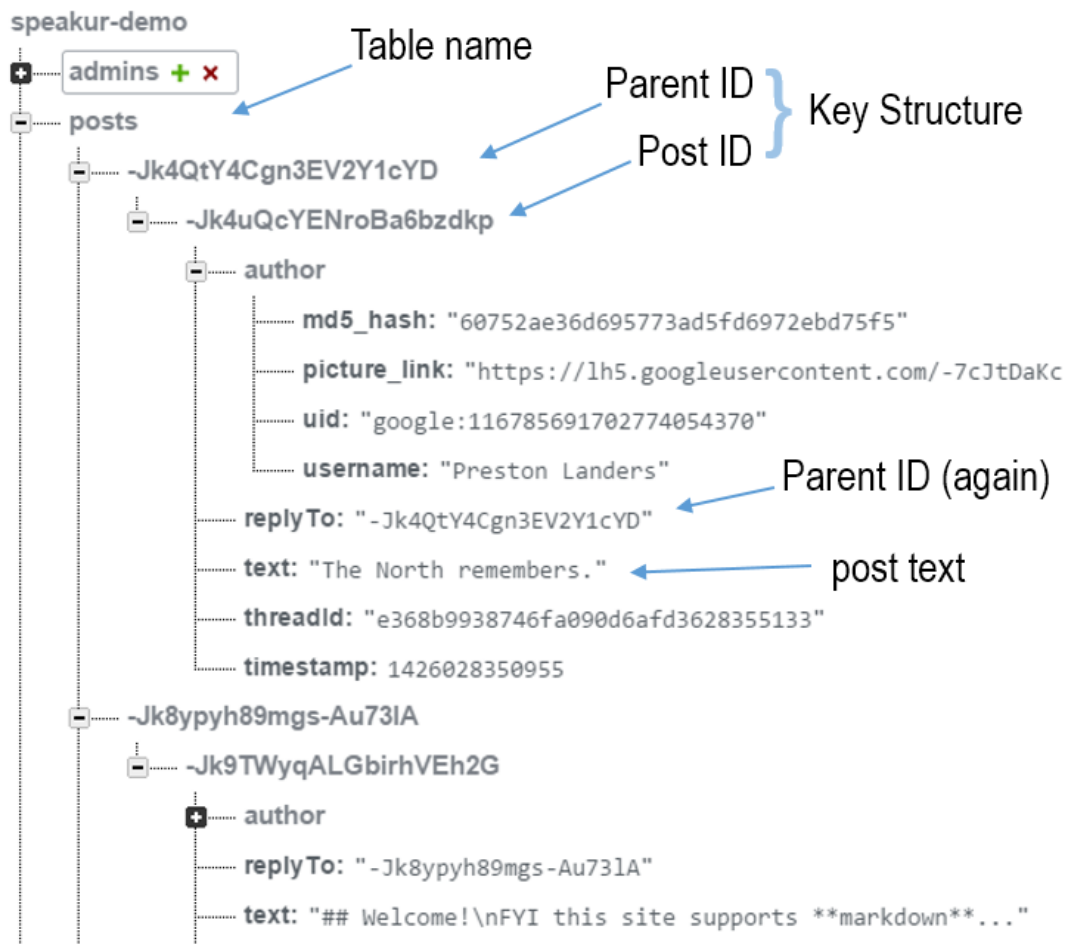 speakur-demo
Table name
admins
Parent ID
Key Structure
posts
Post ID
-Jk4QtY4Cgn3EV2Y1cYD
-Jk4uQcYENroBa6bzdkp
author
md5_hash: "60752ae36d695773ad5fd6972ebd75f5"
picture_link: "https://lh5.googleusercontent.com/-7cJtDaKc
uid: "google:116785691702774054370"
username: "Preston Landers"
Parent ID (again)
replyTo: "-Jk4QtY4Cgn3EV2Y1cYD"
text: "The North remembers."
post text
threadId: "e368b9938746fa090d6afd3628355133"
timestamp: 1426028350955
-Jk8ypyh89mgs-Au73lA
-Jk9TWyqALGbirhVEh2G
author
replyTo: "-Jk8ypyh89mgs-Au73lA"
text: "## Welcome!\nFYI this site supports **markdown**..."